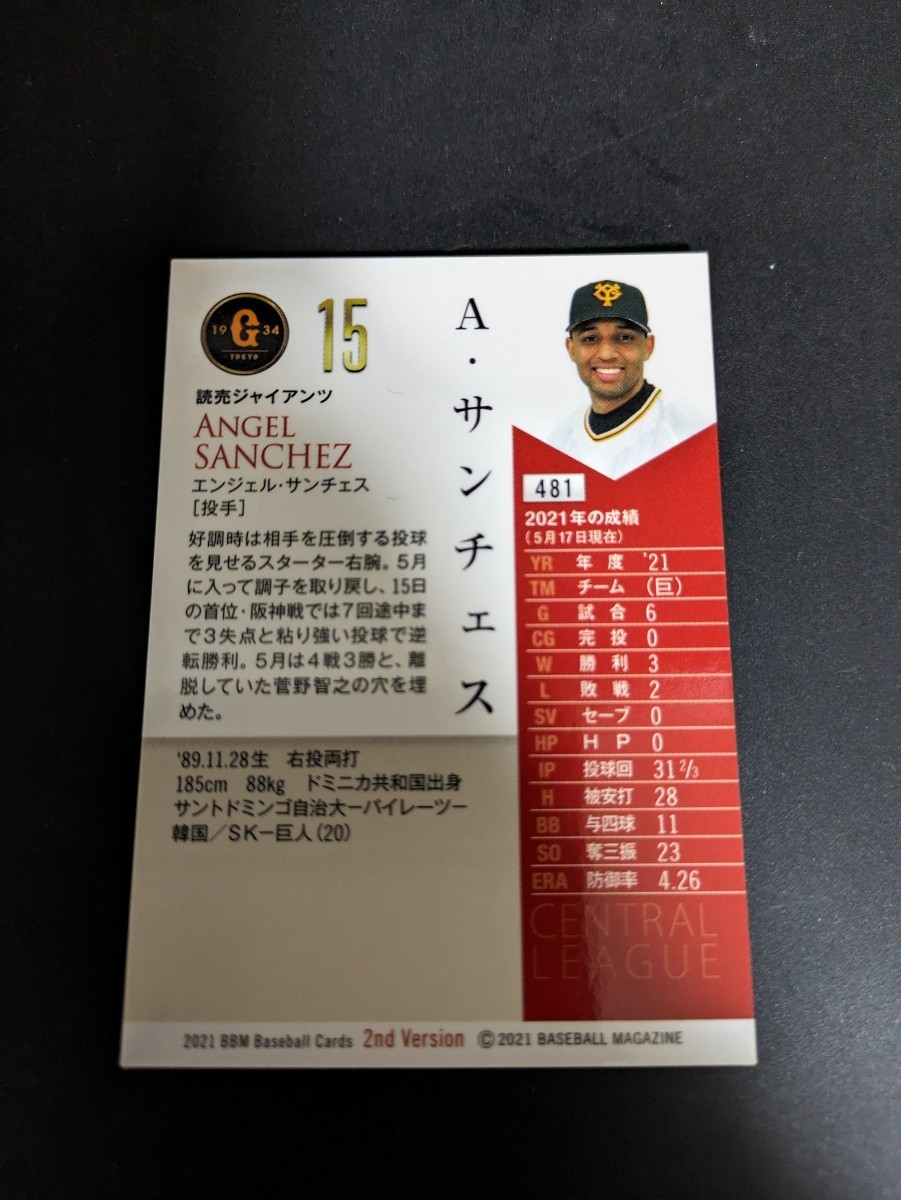 19 G 34
TOKYO
15
読売ジャイアンツ
ANGEL
SANCHEZ
エンジェル・サンチェス
[投手]
好調時は相手を圧倒する投球
を見せるスターター右腕。5月
に入って調子を取り戻し、15日
の首位・阪神戦では7回途中ま
で3失点と粘り強い投球で逆
転勝利。5月は4戦3勝と、離
脱していた菅野智之の穴を埋
めた。
'89.11.28生 右投両打
185cm 88kg ドミニカ共和国出身
サントドミンゴ自治大ーパイレーツー
韓国/SKー巨人(20)
A・サンチェス
YG
481
2021年の成績
(5月17日現在)
YR 年度 '21
TM チーム (巨)
G 試合 6
CG 完投 0
W 勝利 3
L 敗戦 2
SV セーブ 0
HP HP 0
IP 投球回 31 2/3
H 被安打 28
BB 与四球 11
SO 奪三振 23
ERA 防御率 4.26
CENTRAL
LEAGUE
2021 BBM Baseball Cards 2nd Version ©2021 BASEBALL MAGAZINE